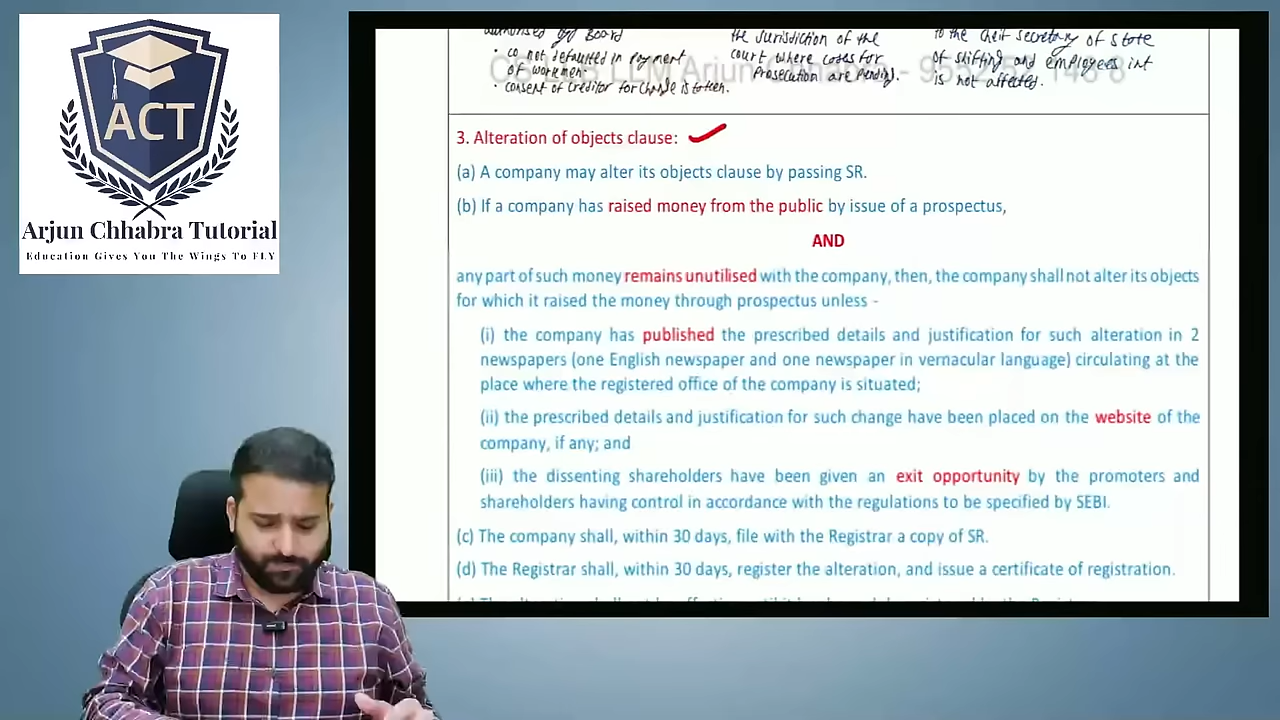 ACT
Arjun Chhabra Tutorial
Education Gives You The Wings To FLY
authorised by Board
• co not defaulted in payment
of workmen
• consent of creditor for change is taken.
the Jurisdiction of the
court where cases for
Prosecution are pending.
to the chief secretary of state
of shifting and employees int
is not affected.
CS LLB LLM Arjun
3. Alteration of objects clause:
(a) A company may alter its objects clause by passing SR.
(b) If a company has raised money from the public by issue of a prospectus,
AND
any part of such money remains unutilised with the company, then, the company shall not alter its objects
for which it raised the money through prospectus unless -
(i) the company has published the prescribed details and justification for such alteration in 2
newspapers (one English newspaper and one newspaper in vernacular language) circulating at the
place where the registered office of the company is situated;
(ii) the prescribed details and justification for such change have been placed on the website of the
company, if any; and
(iii) the dissenting shareholders have been given an exit opportunity by the promoters and
shareholders having control in accordance with the regulations to be specified by SEBI.
(c) The company shall, within 30 days, file with the Registrar a copy of SR.
(d) The Registrar shall, within 30 days, register the alteration, and issue a certificate of registration.